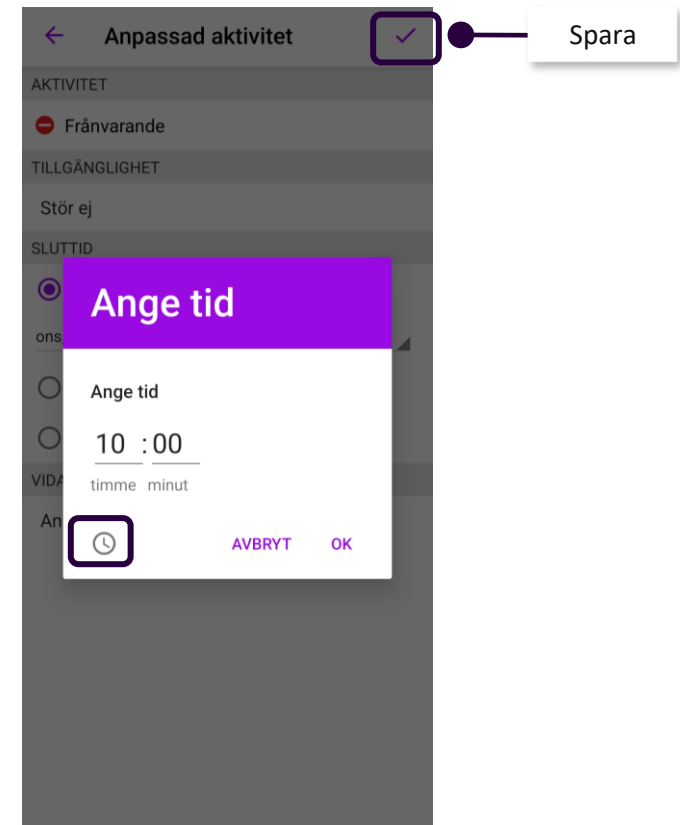 Anpassad aktivitet
Spara
AKTIVITET
Frånvarande
TILLGÄNGLIGHET
Stör ej
SLUTTID
Ange tid
ons
Ange tid
10 : 00
timme minut
VIDA
An
AVBRYT OK